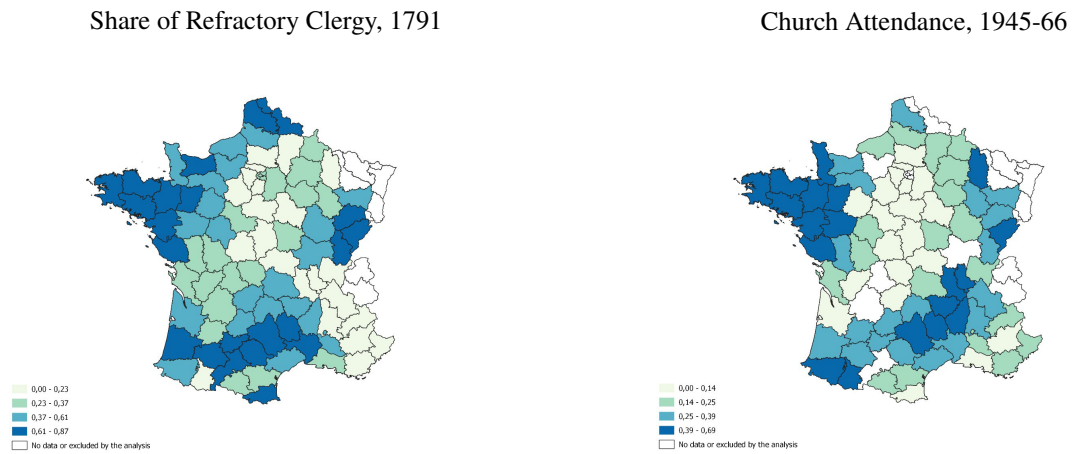 Share of Refractory Clergy, 1791
0,00 - 0,23
0,23 - 0,37
0,37 - 0,61
0,61 - 0,87
No data or excluded by the analysis
Church Attendance, 1945-66
0,00 - 0,14
0,14 - 0,25
0,25 - 0,39
0,39 - 0,69
No data or excluded by the analysis